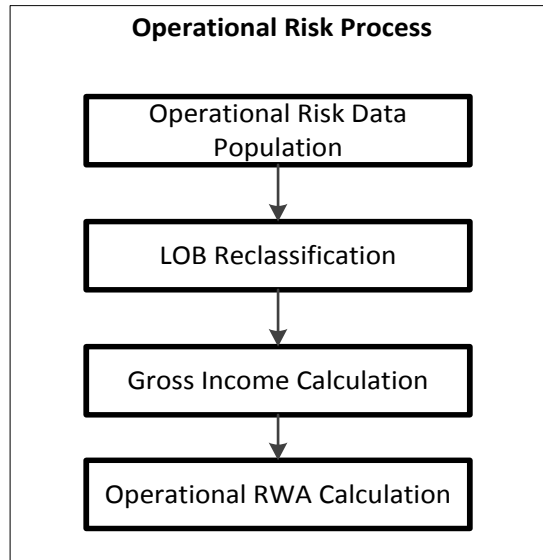 Operational Risk Process
Operational Risk Data
Population
LOB Reclassification
Gross Income Calculation
Operational RWA Calculation